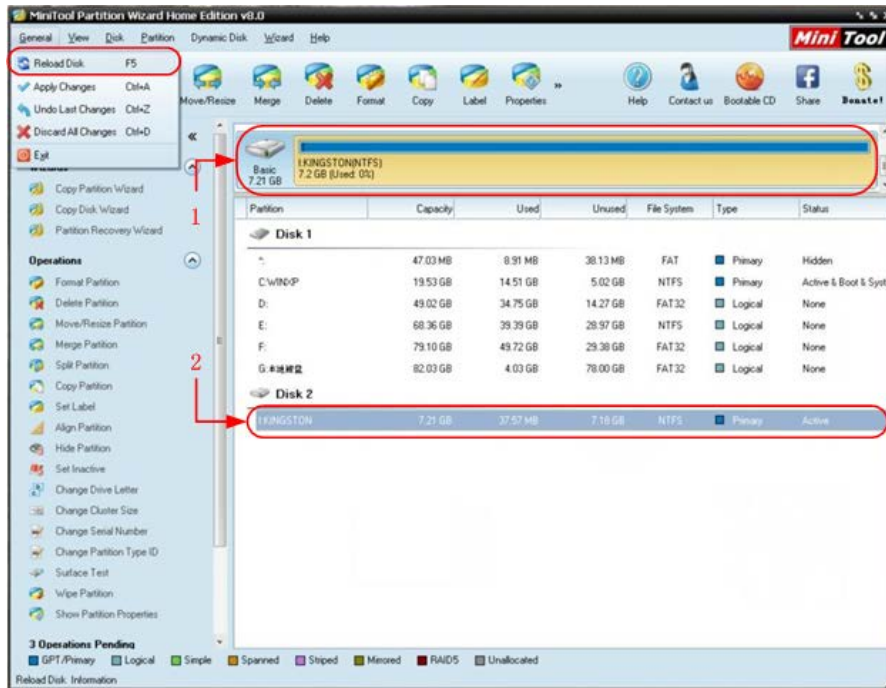 MiniTool Partition Wizard Home Edition v8.0
General View Disk Partition Dynamic Disk Wizard Help
Mini Tool
Reload Disk F5
Apply Changes Ctrl+A
Undo Last Changes Ctrl+Z
Discard All Changes Ctrl+D
Exit
Move/Resize Merge Delete Format Copy Label Properties » Help Contact us Bootable CD Share Donate!
«
1
Basic
7.21 GB
I:KINGSTON(NTFS)
7.2 GB (Used: 0%)
Copy Partition Wizard
Copy Disk Wizard
Partition Recovery Wizard
Operations
Format Partition
Delete Partition
Move/Resize Partition
Merge Partition
Split Partition
Copy Partition
Set Label
Align Partition
Hide Partition
Set Inactive
Change Drive Letter
Change Cluster Size
Change Serial Number
Change Partition Type ID
Surface Test
Wipe Partition
Show Partition Properties
3 Operations Pending
2
Partition Capacity Used Unused File System Type Status
Disk 1
*: 47.03 MB 8.91 MB 38.13 MB FAT Primary Hidden
C:WINXP 19.53 GB 14.51 GB 5.02 GB NTFS Primary Active & Boot & Syst
D: 49.02 GB 34.75 GB 14.27 GB FAT32 Logical None
E: 68.36 GB 39.39 GB 28.97 GB NTFS Logical None
F: 79.10 GB 49.72 GB 29.38 GB FAT32 Logical None
G:本地磁盘 82.03 GB 4.03 GB 78.00 GB FAT32 Logical None
Disk 2
I:KINGSTON 7.21 GB 37.57 MB 7.18 GB NTFS Primary Active
GPT/Primary Logical Simple Spanned Striped Mirrored RAID5 Unallocated
Reload Disk Information